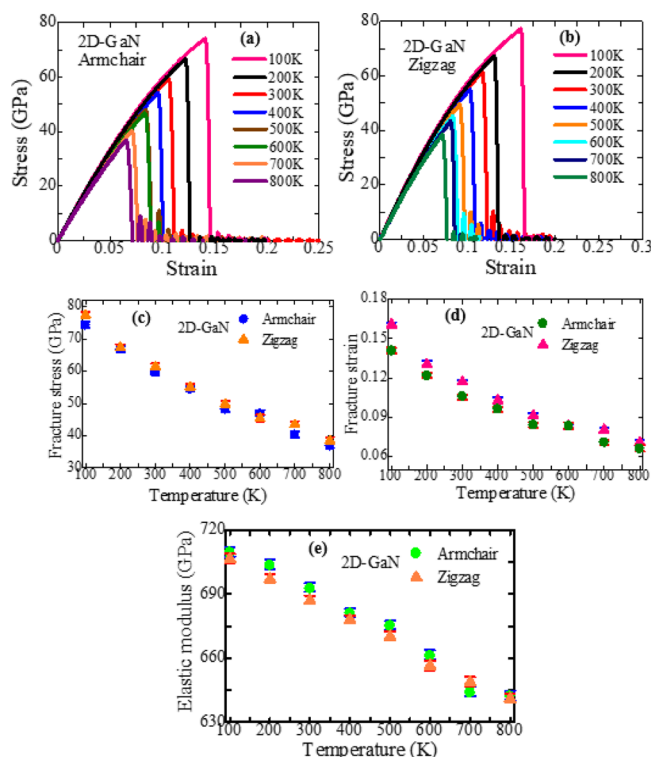 80
60
40
20
0
Stress (GPa)
2D-GaN
Armchair
(a)
100K
200K
300K
400K
500K
600K
700K
800K
0
0.05
0.1
0.15
0.2
0.25
Strain
80
60
40
20
0
Stress (GPa)
2D-GaN
Zigzag
(b)
100K
200K
300K
400K
500K
600K
700K
800K
0
0.05
0.1
0.15
0.2
0.25
0.3
Strain
80
70
60
50
40
30
Fracture stress (GPa)
(c)
2D-GaN
Armchair
Zigzag
100 200 300 400 500 600 700 800
Temperature (K)
0.18
0.15
0.12
0.09
0.06
Fracture strain
(d)
2D-GaN
Armchair
Zigzag
100 200 300 400 500 600 700 800
Temperature (K)
720
690
660
630
Elastic modulus (GPa)
(e)
2D-GaN
Armchair
Zigzag
100 200 300 400 500 600 700 800
Temperature (K)